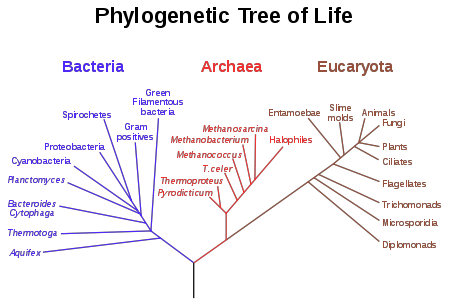 Phylogenetic Tree of Life
Bacteria
Archaea
Eucaryota
Green
Filamentous
bacteria
Spirochetes
Gram
positives
Proteobacteria
Cyanobacteria
Planctomyces
Bacteroides
Cytophaga
Thermotoga
Aquifex
Methanosarcina
Methanobacterium
Halophiles
Methanococcus
T.celer
Thermoproteus
Pyrodicticum
Entamoebae
Slime
molds
Animals
Fungi
Plants
Ciliates
Flagellates
Trichomonads
Microsporidia
Diplomonads